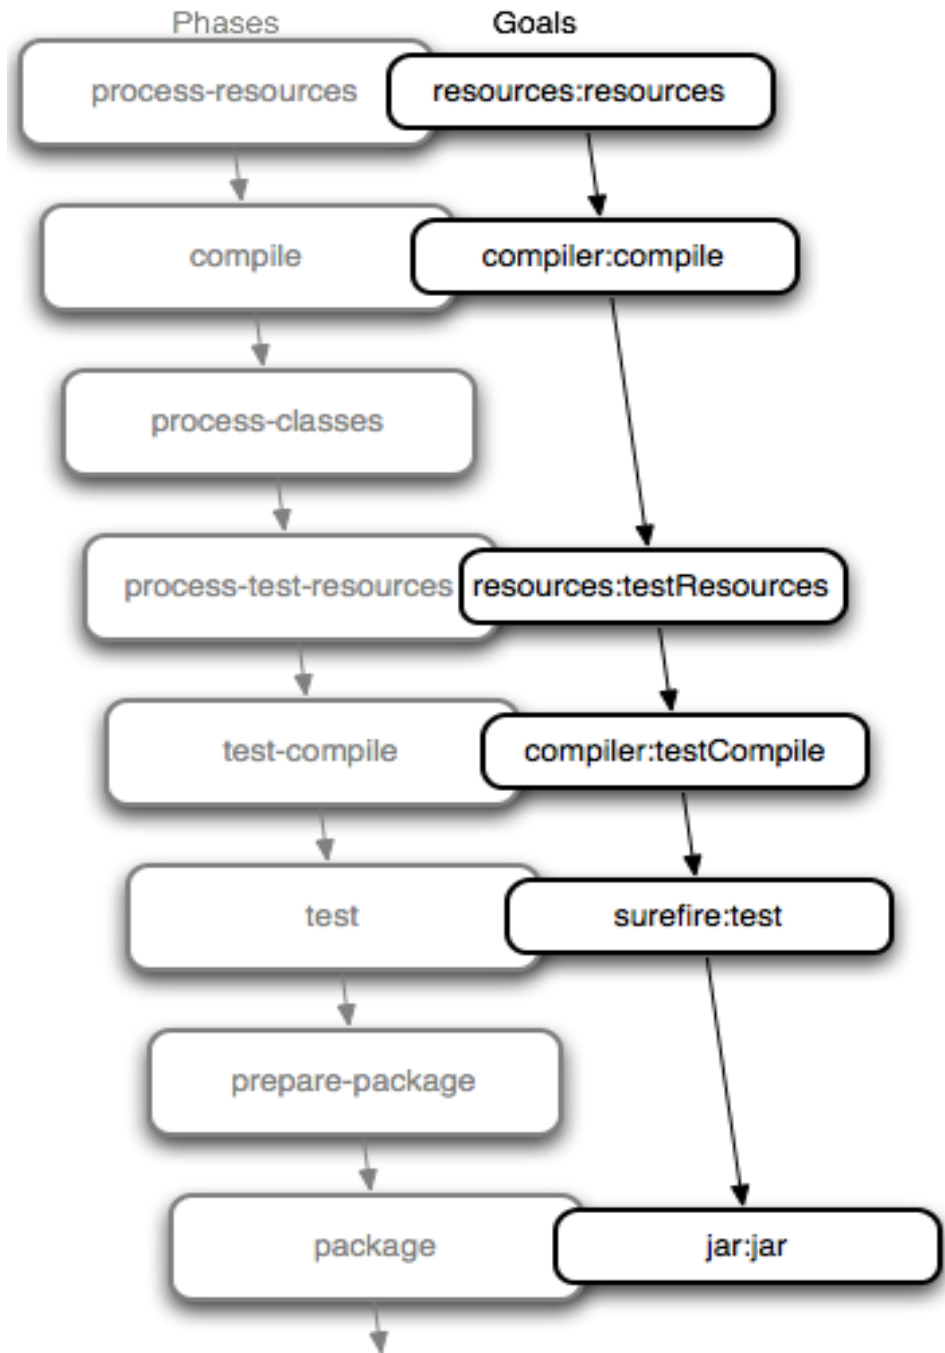 Phases Goals
process-resources resources:resources
compile compiler:compile
process-classes
process-test-resources resources:testResources
test-compile compiler:testCompile
test surefire:test
prepare-package
package jar:jar